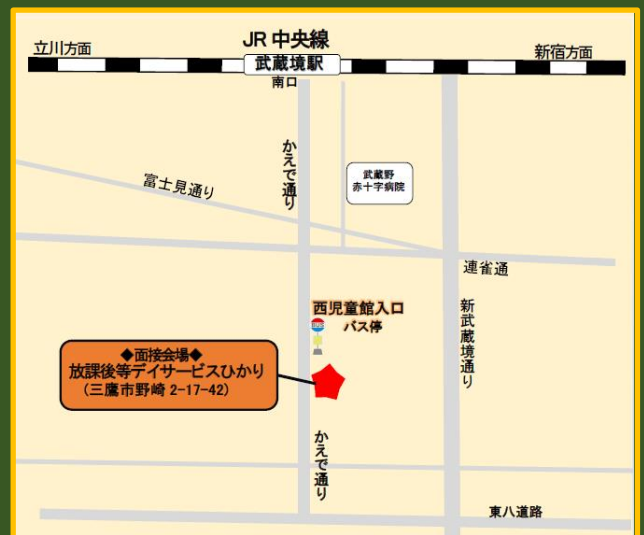 JR 中央線
立川方面
新宿方面
武蔵境駅
南口
かえで通り
武蔵野
赤十字病院
富士見通り
連雀通
西児童館入口
バス停
新武蔵境通り
◆面接会場◆
放課後等デイサービスひかり
（三鷹市野崎 2-17-42）
かえで通り
東八道路